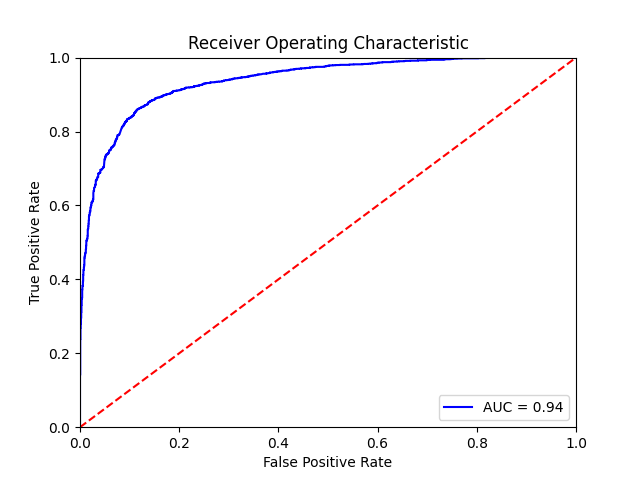 Receiver Operating Characteristic
1.0
0.8
0.6
0.4
0.2
0.0
True Positive Rate
AUC = 0.94
0.0 0.2 0.4 0.6 0.8 1.0
False Positive Rate